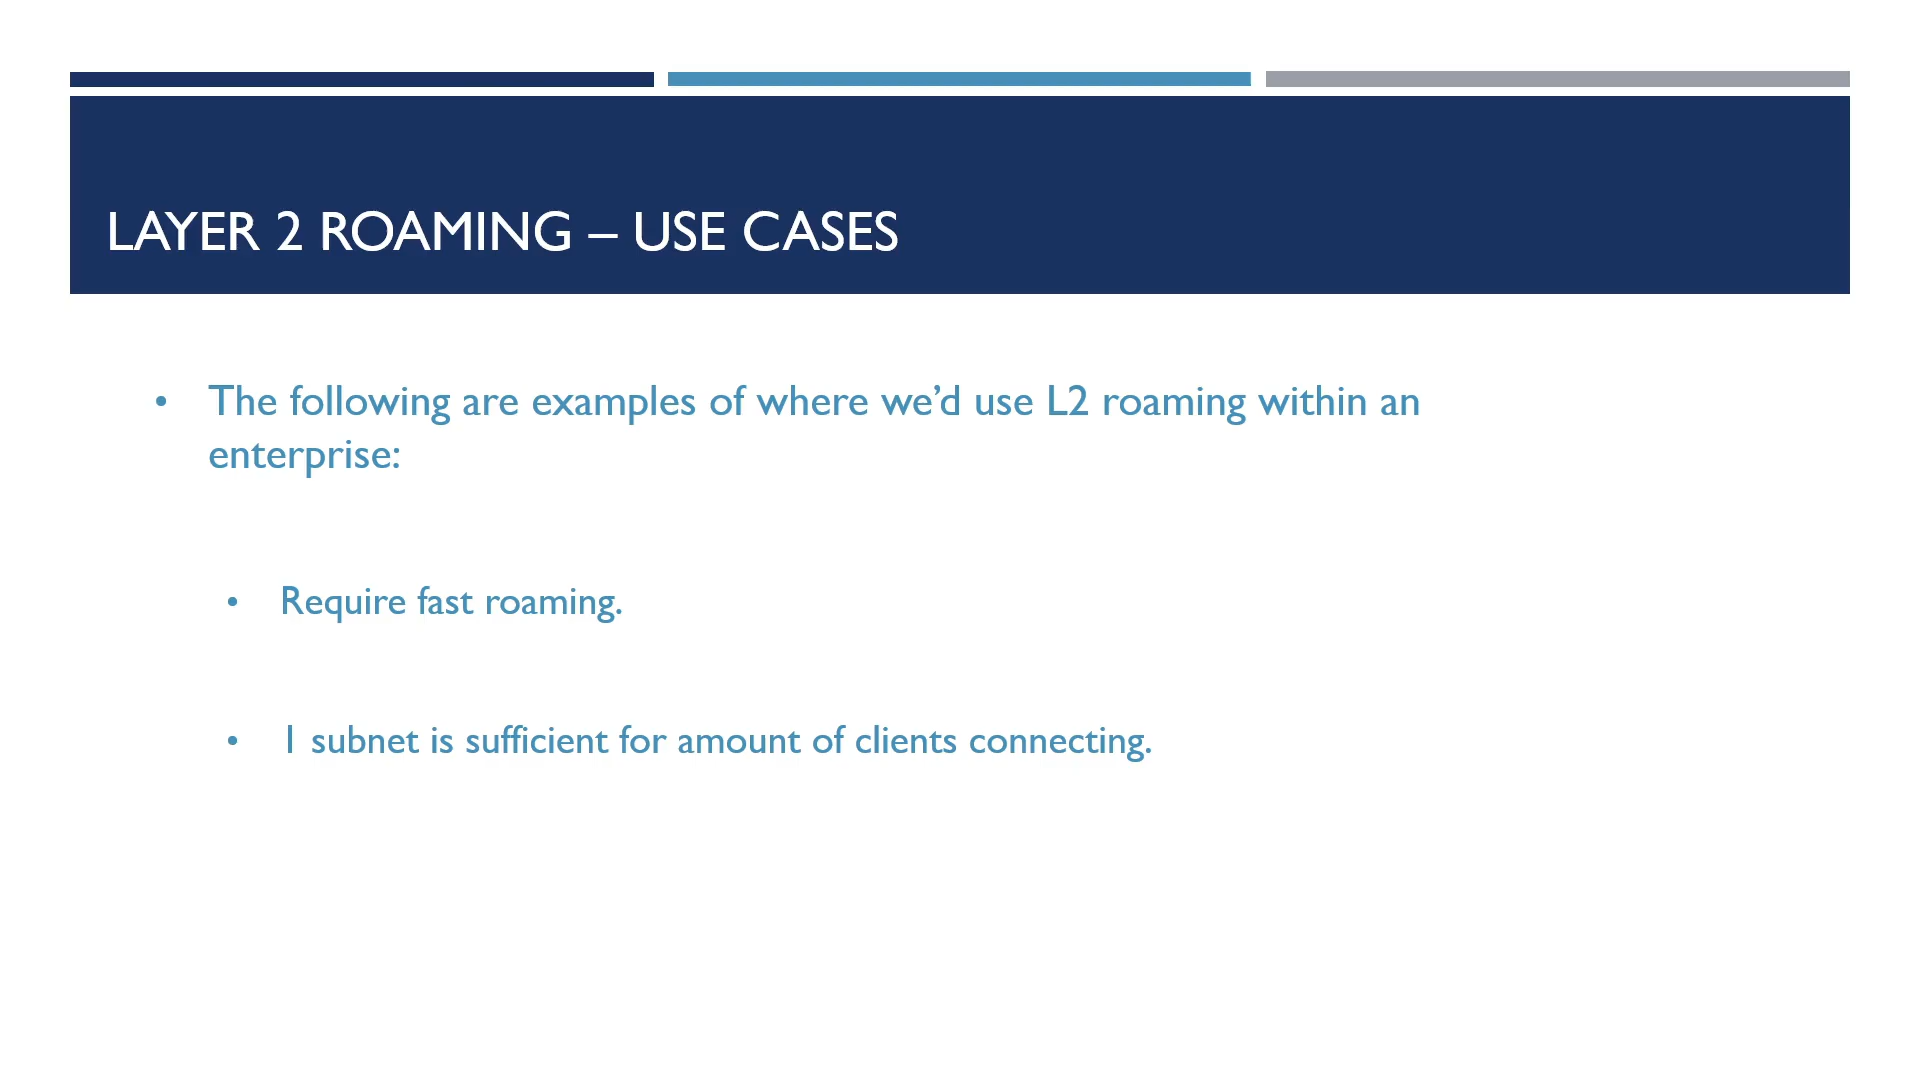 LAYER 2 ROAMING – USE CASES
• The following are examples of where we’d use L2 roaming within an
enterprise:
• Require fast roaming.
• 1 subnet is sufficient for amount of clients connecting.